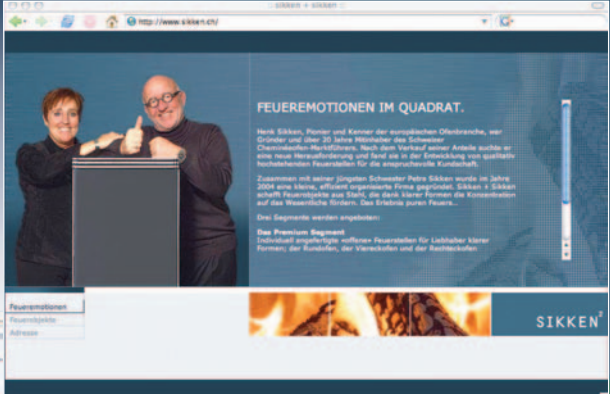 :: sikken + sikken ::
http://www.sikken.ch/
FEUEREMOTIONEN IM QUADRAT.
Henk Sikken, Pionier und Kenner der europäischen Ofenbranche, war
Gründer und über 20 Jahre Mitinhaber des Schweizer
Cheminéeofen-Marktführers. Nach dem Verkauf seiner Anteile suchte er
eine neue Herausforderung und fand sie in der Entwicklung von qualitativ
hochstehenden Feuerstellen für die anspruchsvolle Kundschaft.
Zusammen mit seiner jüngsten Schwester Petra Sikken wurde im Jahre
2004 eine kleine, effizient organisierte Firma gegründet. Sikken + Sikken
schafft Feuerobjekte aus Stahl, die dank klarer Formen die Konzentration
auf das Wesentliche fördern. Das Erlebnis puren Feuers...
Drei Segmente werden angeboten:
Das Premium Segment
Individuell angefertigte «offene» Feuerstellen für Liebhaber klarer
Formen; der Rundofen, der Viereckofen und der Rechteckofen
Feueremotionen
Feuerobjekte
Adresse
SIKKEN²